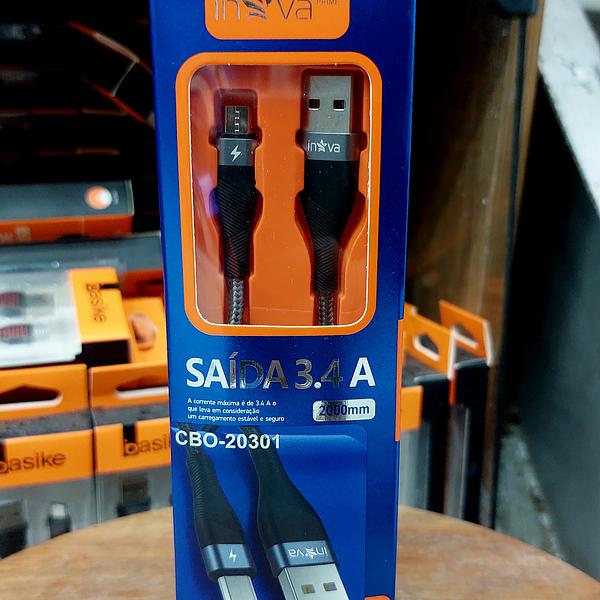 inova
PRIME
inova
SAÍDA 3.4 A
A corrente máxima é de 3.4 A o
que leva em consideração
um carregamento estável e seguro
2000mm
CBO-20301
inova
Basike
basike
basike